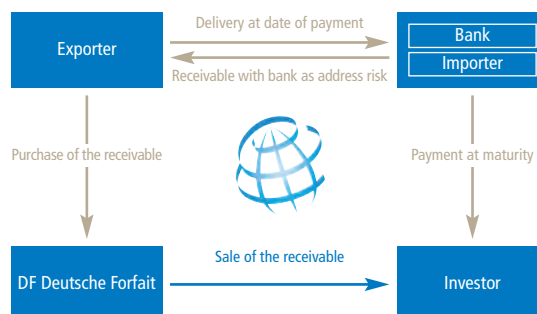 Delivery at date of payment
Exporter
Bank
Importer
Receivable with bank as address risk
Purchase of the receivable
Payment at maturity
Sale of the receivable
DF Deutsche Forfait
Investor